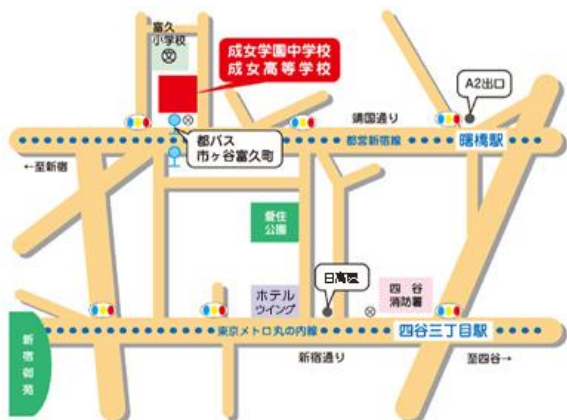 富久
小学校
成女学園中学校
成女高等学校
A2出口
靖国通り
都営新宿線
曙橋駅
都バス
市ヶ谷富久町
←至新宿
愛住
公園
ホテル
ウイング
日高屋
四谷
消防署
新宿御苑
東京メトロ丸の内線
四谷三丁目駅
新宿通り
至四谷→